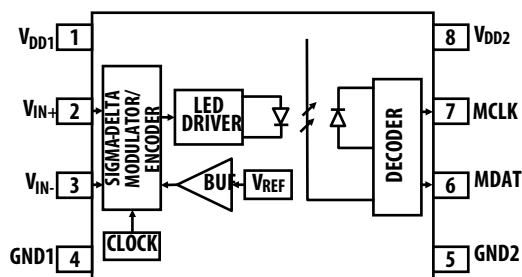 VDD1 1
VIN+ 2
VIN- 3
GND1 4
SIGMA-DELTA
MODULATOR/
ENCODER
LED
DRIVER
BUF
VREF
CLOCK
DECODER
8 VDD2
7 MCLK
6 MDAT
5 GND2